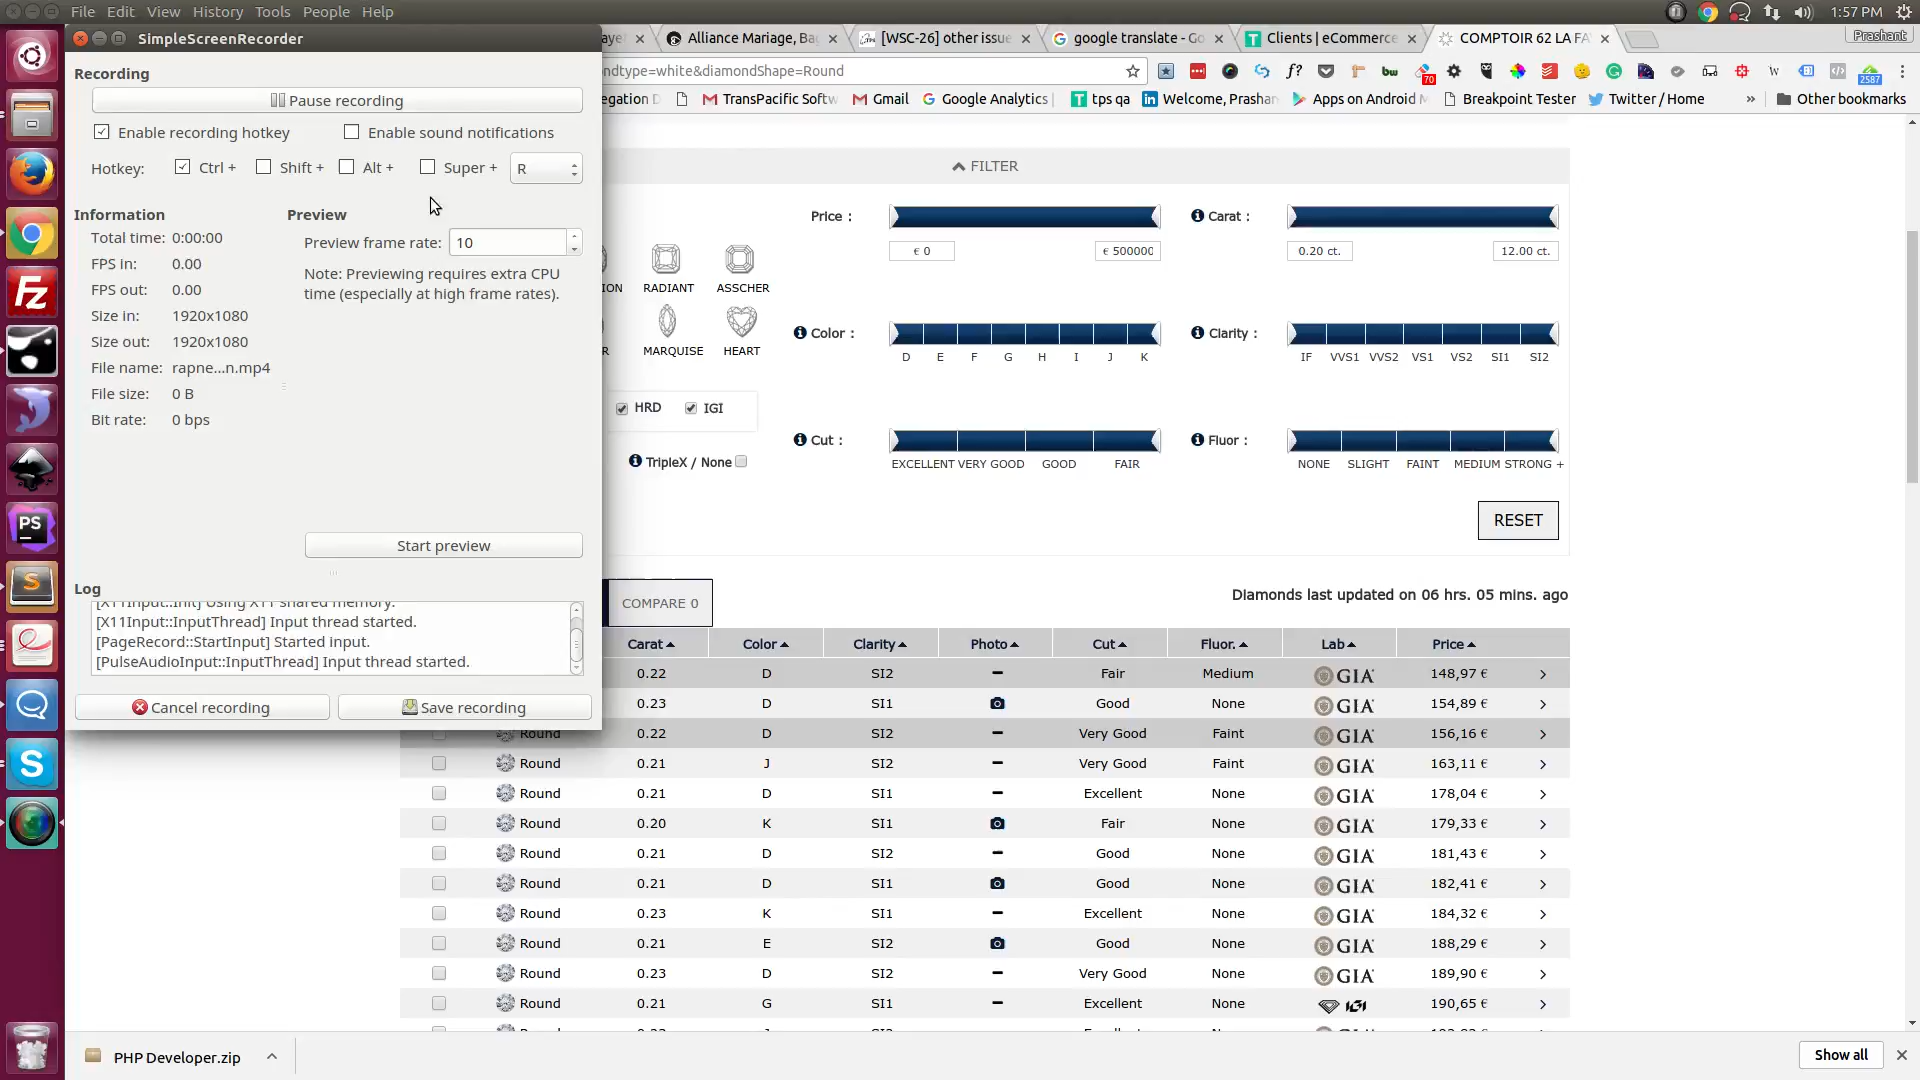 File Edit View History Tools People Help
1:57 PM
SimpleScreenRecorder
Alliance Mariage, Bag
[WSC-26] other issue
google translate - Go
Clients | eCommerce
COMPTOIR 62 LA FA
Prashant
ndtype=white&diamondShape=Round
TransPacific Softw
Gmail
Google Analytics
tps qa
Welcome, Prashan
Apps on Android M
Breakpoint Tester
Twitter / Home
»
Other bookmarks
Recording
Pause recording
Enable recording hotkey
Enable sound notifications
Hotkey: Ctrl + Shift + Alt + Super + R
Information
Total time: 0:00:00
FPS in: 0.00
FPS out: 0.00
Size in: 1920x1080
Size out: 1920x1080
File name: rapne...n.mp4
File size: 0 B
Bit rate: 0 bps
Preview
Preview frame rate: 10
Note: Previewing requires extra CPU
time (especially at high frame rates).
Start preview
Log
[X11Input::Init] Using X11 shared memory.
[X11Input::InputThread] Input thread started.
[PageRecord::StartInput] Started input.
[PulseAudioInput::InputThread] Input thread started.
Cancel recording
Save recording
FILTER
RADIANT ASSCHER
MARQUISE HEART
HRD IGI
TripleX / None
Price :
€ 0 € 500000
Carat :
0.20 ct. 12.00 ct.
Color :
D E F G H I J K
Clarity :
IF VVS1 VVS2 VS1 VS2 SI1 SI2
Cut :
EXCELLENT VERY GOOD GOOD FAIR
Fluor :
NONE SLIGHT FAINT MEDIUM STRONG +
RESET
COMPARE 0
Diamonds last updated on 06 hrs. 05 mins. ago
Carat Color Clarity Photo Cut Fluor. Lab Price
0.22 D SI2 - Fair Medium GIA 148,97 €
0.23 D SI1 Good None GIA 154,89 €
Round 0.22 D SI2 - Very Good Faint GIA 156,16 €
Round 0.21 J SI2 - Very Good Faint GIA 163,11 €
Round 0.21 D SI1 - Excellent None GIA 178,04 €
Round 0.20 K SI1 Fair None GIA 179,33 €
Round 0.21 D SI2 - Good None GIA 181,43 €
Round 0.21 D SI1 Good None GIA 182,41 €
Round 0.23 K SI1 - Excellent None GIA 184,32 €
Round 0.21 E SI2 Good None GIA 188,29 €
Round 0.23 D SI2 - Very Good None GIA 189,90 €
Round 0.21 G SI1 - Excellent None IGI 190,65 €
PHP Developer.zip
Show all